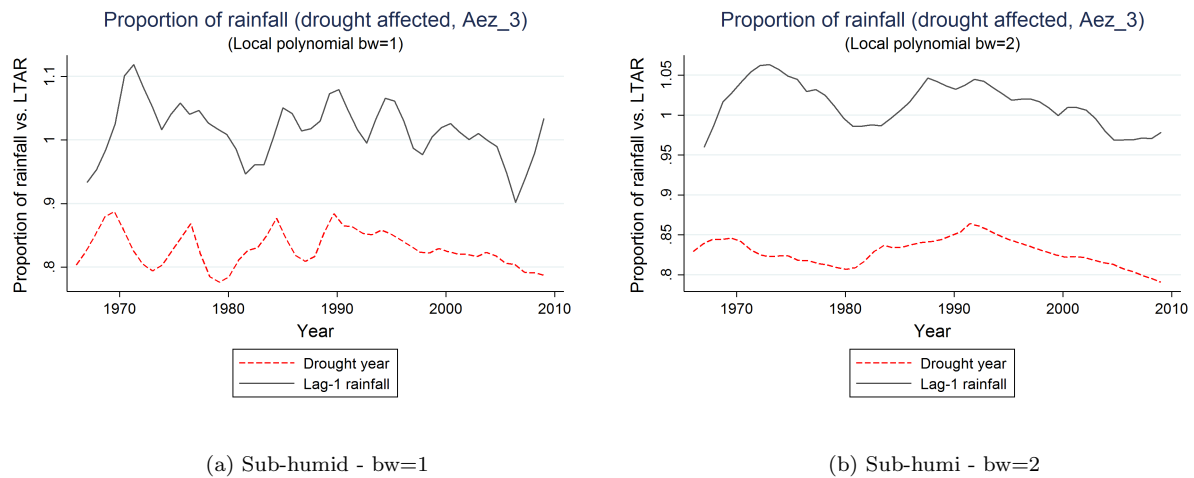 Proportion of rainfall (drought affected, Aez_3)
(Local polynomial bw=1)
Proportion of rainfall vs. LTAR
1.1
1
.9
.8
1970 1980 1990 2000 2010
Year
Drought year
Lag-1 rainfall
(a) Sub-humid - bw=1
Proportion of rainfall (drought affected, Aez_3)
(Local polynomial bw=2)
Proportion of rainfall vs. LTAR
1.05
1
.95
.9
.85
.8
1970 1980 1990 2000 2010
Year
Drought year
Lag-1 rainfall
(b) Sub-humi - bw=2